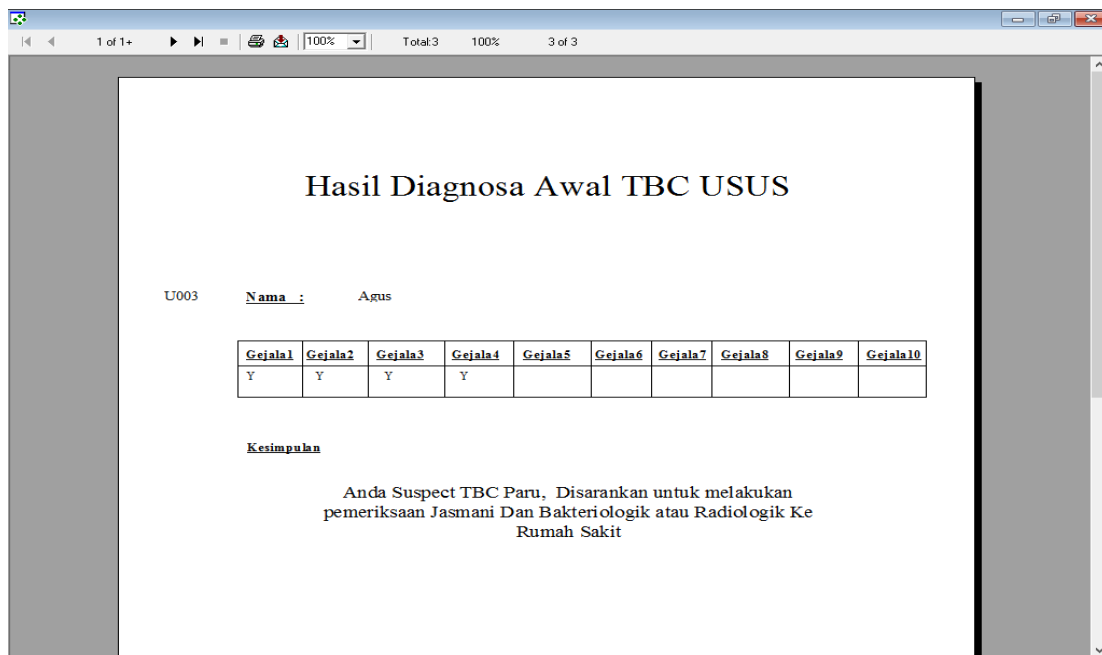 1 of 1+ 100% Total:3 100% 3 of 3
Hasil Diagnosa Awal TBC USUS
U003 Nama : Agus
Gejala1 Gejala2 Gejala3 Gejala4 Gejala5 Gejala6 Gejala7 Gejala8 Gejala9 Gejala10
Y Y Y Y
Kesimpulan
Anda Suspect TBC Paru, Disarankan untuk melakukan
pemeriksaan Jasmani Dan Bakteriologik atau Radiologik Ke
Rumah Sakit